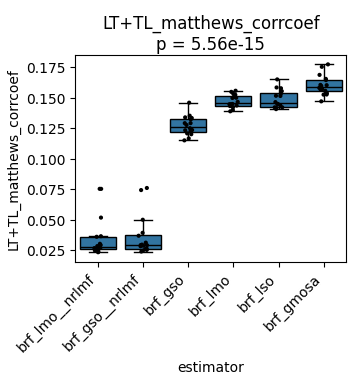 LT+TL_matthews_corrcoef
p = 5.56e-15
LT+TL_matthews_corrcoef
0.175
0.150
0.125
0.100
0.075
0.050
0.025
brf_lmo__nrlmf
brf_gso__nrlmf
brf_gso
brf_lmo
brf_lso
brf_gmosa
estimator